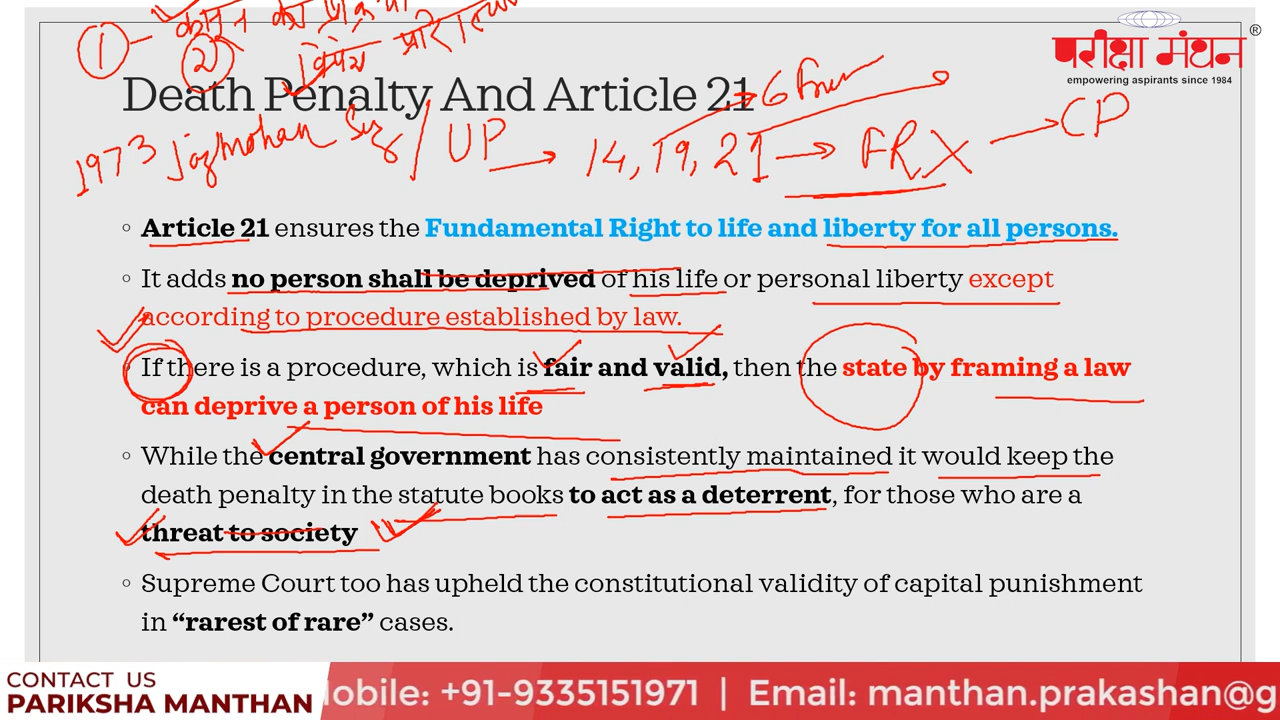 ① - कानून का
②
परीक्षा मंथन ®
empowering aspirants since 1984
Death Penalty And Article 21
→ 6
1973 Jagmohan / UP → 14, 19, 21 → FR X → CP
◦ Article 21 ensures the Fundamental Right to life and liberty for all persons.
◦ It adds no person shall be deprived of his life or personal liberty except
according to procedure established by law.
◦ If there is a procedure, which is fair and valid, then the state by framing a law
can deprive a person of his life
◦ While the central government has consistently maintained it would keep the
death penalty in the statute books to act as a deterrent, for those who are a
threat to society
◦ Supreme Court too has upheld the constitutional validity of capital punishment
in “rarest of rare” cases.
CONTACT US
PARIKSHA MANTHAN
obile: +91-9335151971 | Email: manthan.prakashan@g